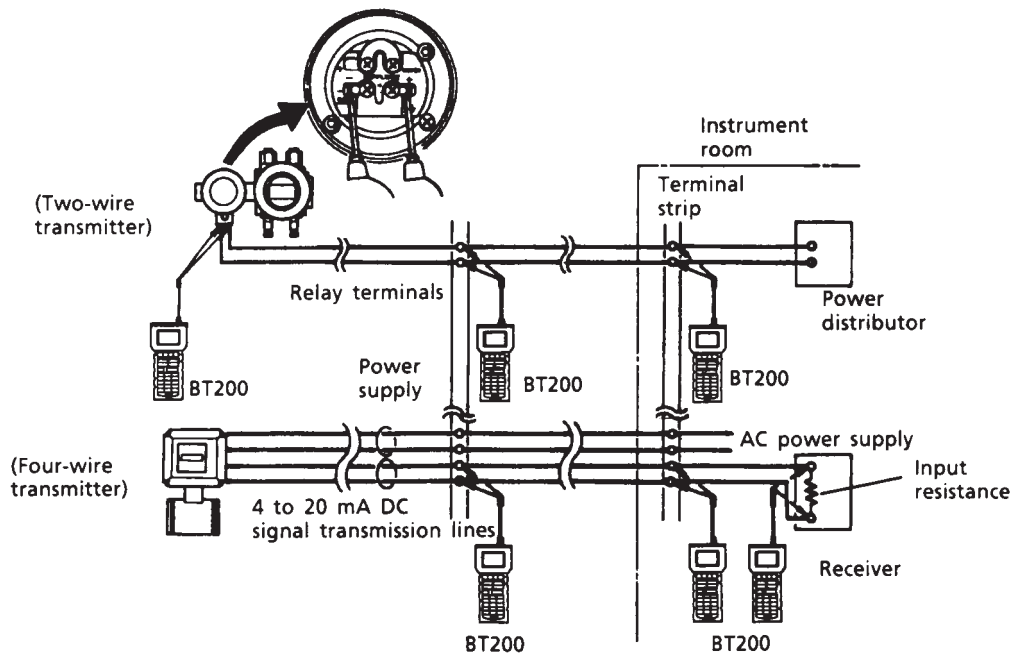 Instrument
room
Terminal
strip
(Two-wire
transmitter)
Relay terminals
Power
distributor
BT200
BT200
BT200
Power
supply
AC power supply
(Four-wire
transmitter)
Input
resistance
4 to 20 mA DC
signal transmission lines
Receiver
BT200
BT200